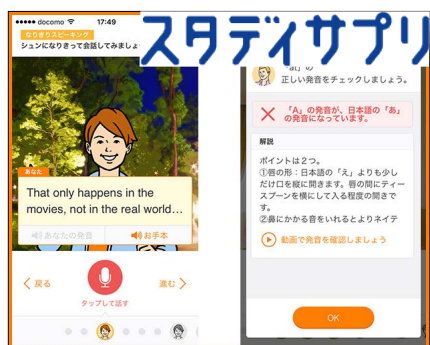 ●●●●● docomo 17:49
なりきりスピーキング
シュンになりきって会話してみましょ
スタディサプリ
あなた
That only happens in the
movies, not in the real world…
あなたの発音
お手本
戻る
進む
タップして話す
「at」の
正しい発音をチェックしましょう。
「A」の発音が、日本語の「あ」
の発音になっています。
解説
ポイントは2つ。
①唇の形：日本語の「え」よりも少し
だけ口を縦に開きます。唇の間にティー
スプーンを横にして入る程度の開きで
す。
②鼻にかかる音をいれるとよりネイテ
動画で発音を確認しましょう
OK